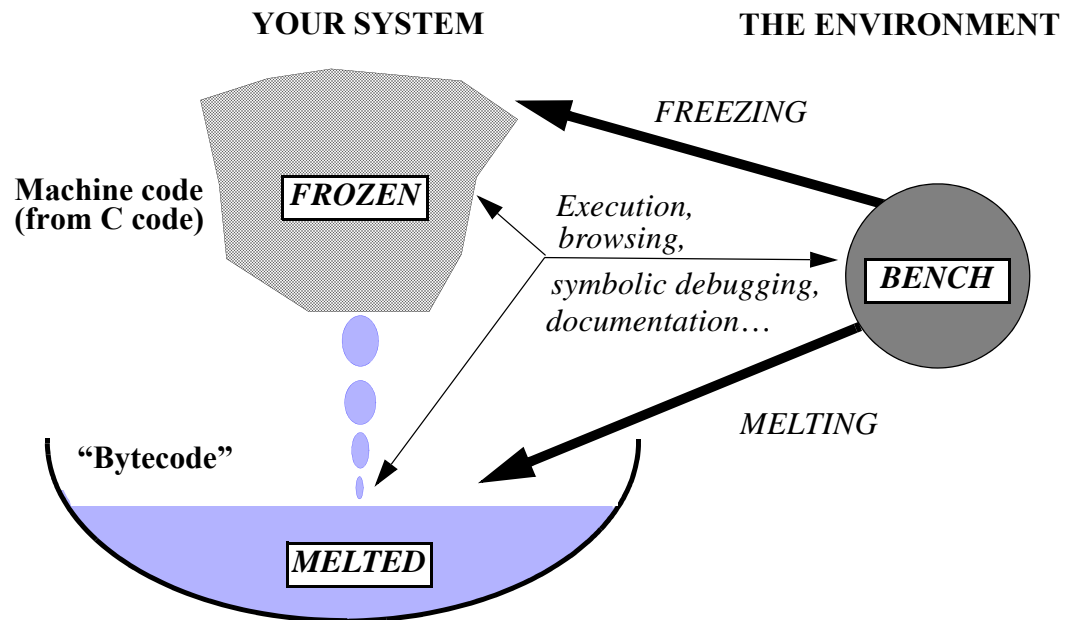 YOUR SYSTEM
THE ENVIRONMENT
FREEZING
Machine code
(from C code)
FROZEN
Execution,
browsing,
symbolic debugging,
documentation…
BENCH
MELTING
“Bytecode”
MELTED